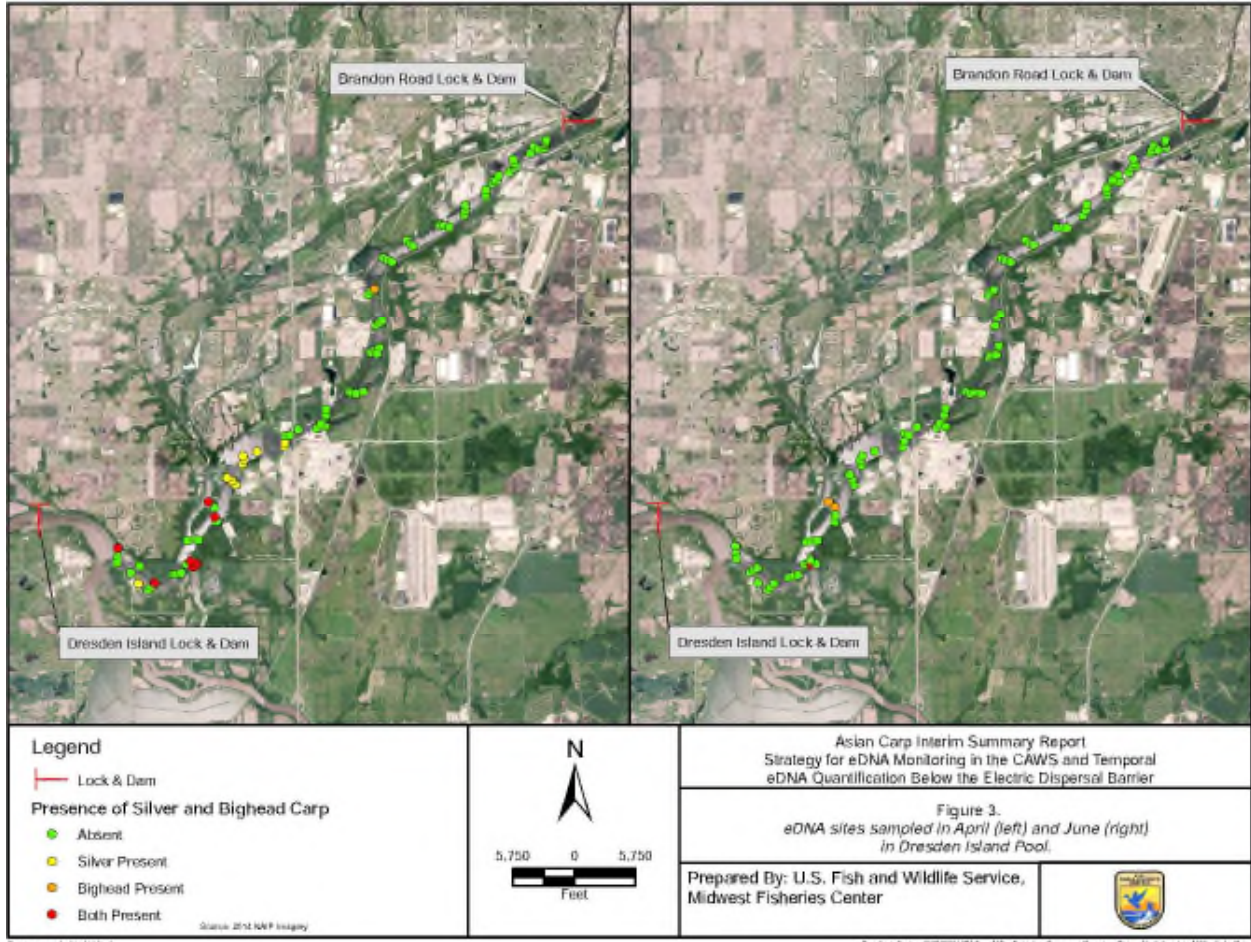 Brandon Road Lock & Dam
Dresden Island Lock & Dam
Brandon Road Lock & Dam
Dresden Island Lock & Dam
Legend
Lock & Dam
Presence of Silver and Bighead Carp
Absent
Silver Present
Bighead Present
Both Present
Source: 2014 NAIP Imagery
N
5,750 0 5,750
Feet
Asian Carp Interim Summary Report
Strategy for eDNA Monitoring in the CAWS and Temporal
eDNA Quantification Below the Electric Dispersal Barrier
Figure 3.
eDNA sites sampled in April (left) and June (right)
in Dresden Island Pool.
Prepared By: U.S. Fish and Wildlife Service,
Midwest Fisheries Center